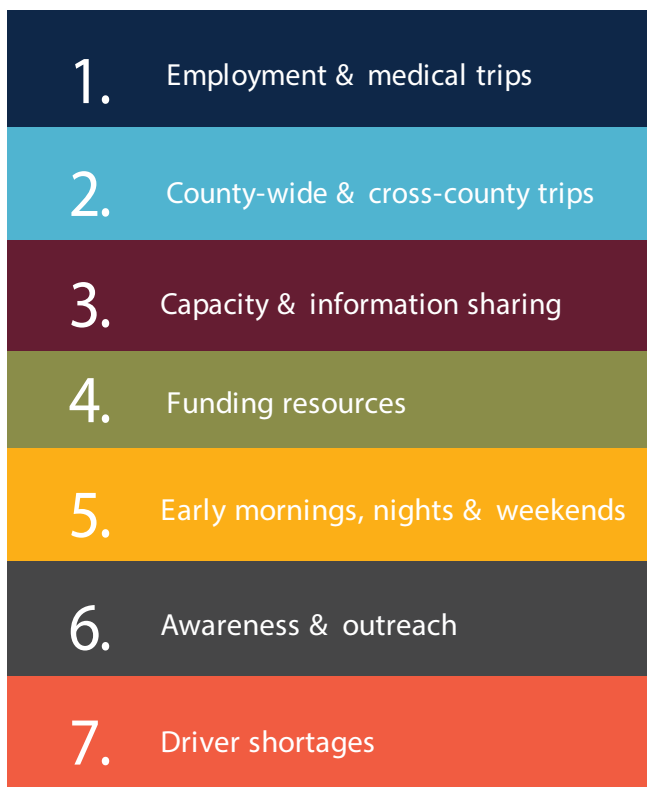 1. Employment & medical trips
2. County-wide & cross-county trips
3. Capacity & information sharing
4. Funding resources
5. Early mornings, nights & weekends
6. Awareness & outreach
7. Driver shortages